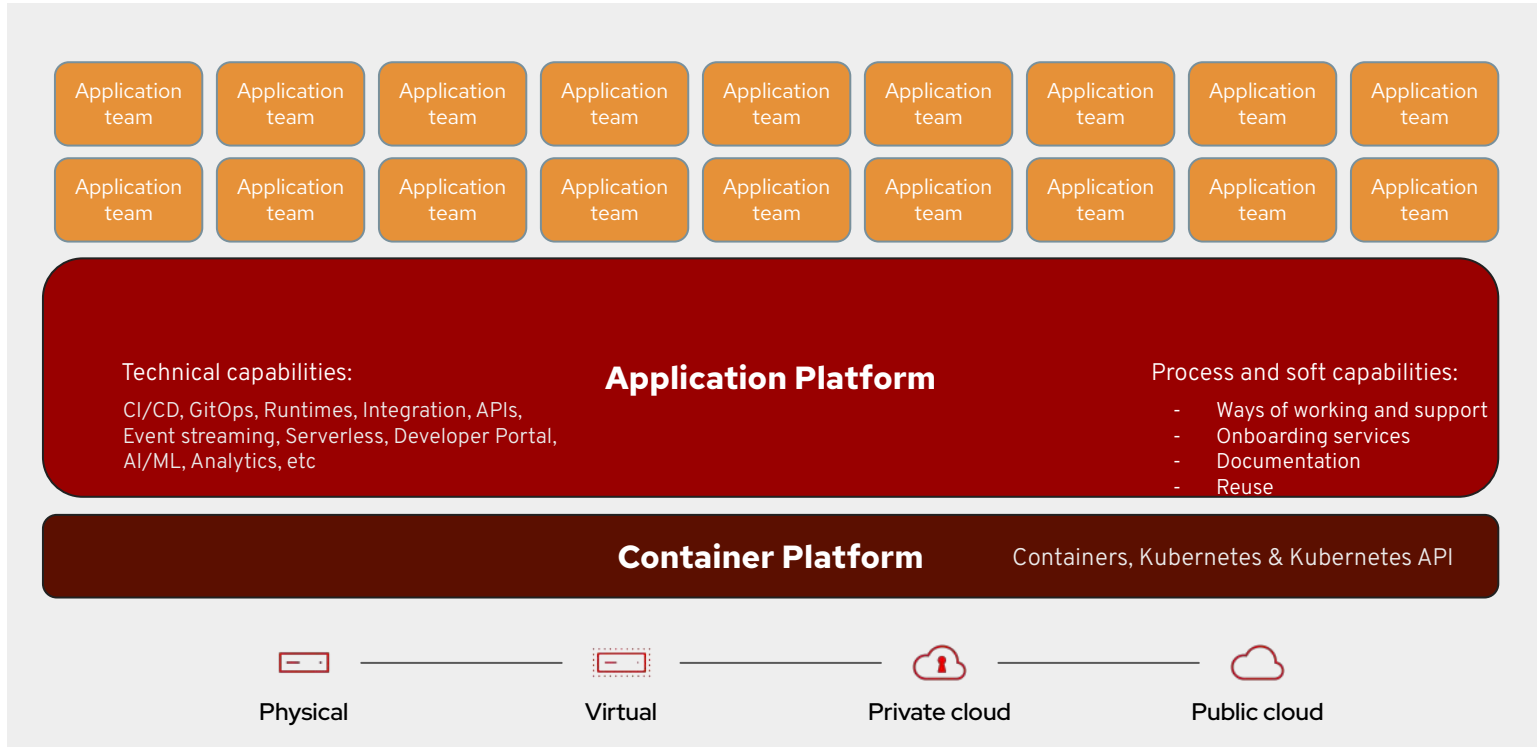 Application Application Application Application Application Application Application Application Application
team team team team team team team team team
Application Application Application Application Application Application Application Application Application
team team team team team team team team team
Technical capabilities:
CI/CD, GitOps, Runtimes, Integration, APIs,
Event streaming, Serverless, Developer Portal,
AI/ML, Analytics, etc
Application Platform
Process and soft capabilities:
- Ways of working and support
- Onboarding services
- Documentation
- Reuse
Container Platform
Containers, Kubernetes & Kubernetes API
Physical
Virtual
Private cloud
Public cloud